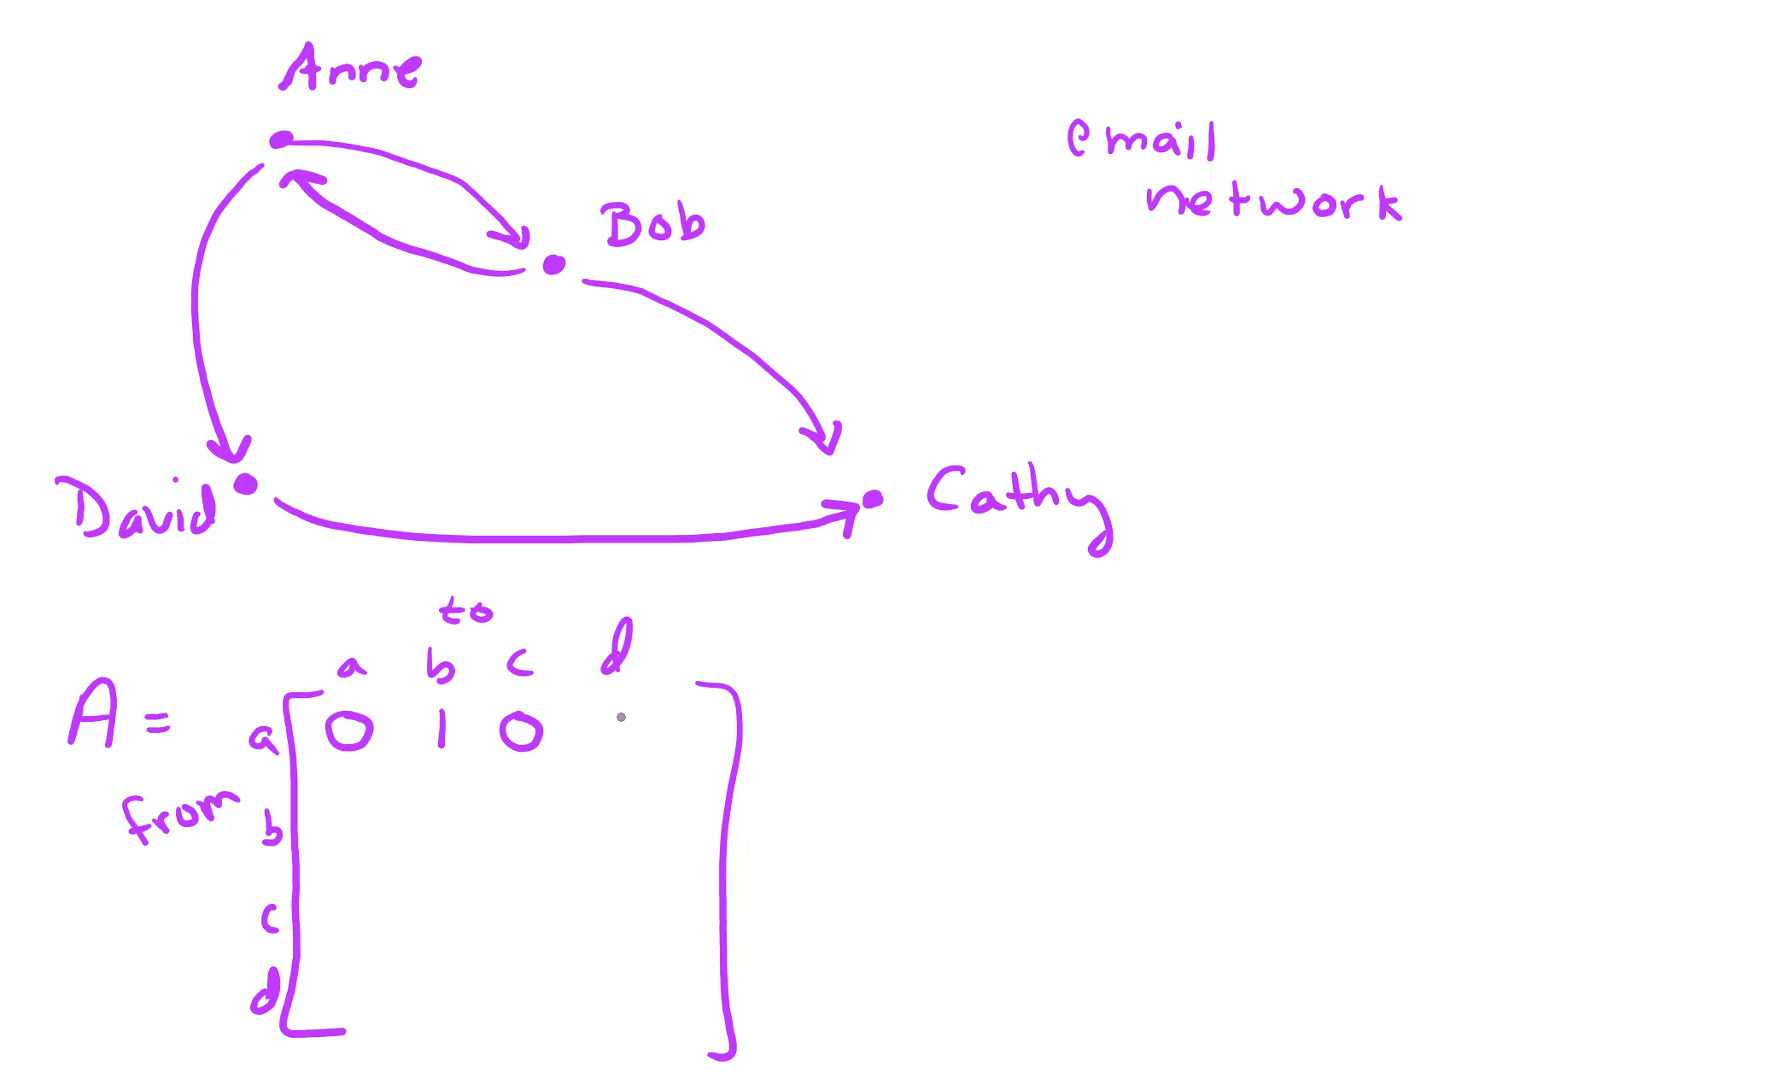 Anne
email
network
Bob
David
Cathy
to
a b c d
A = a 0 1 0
from b
c
d